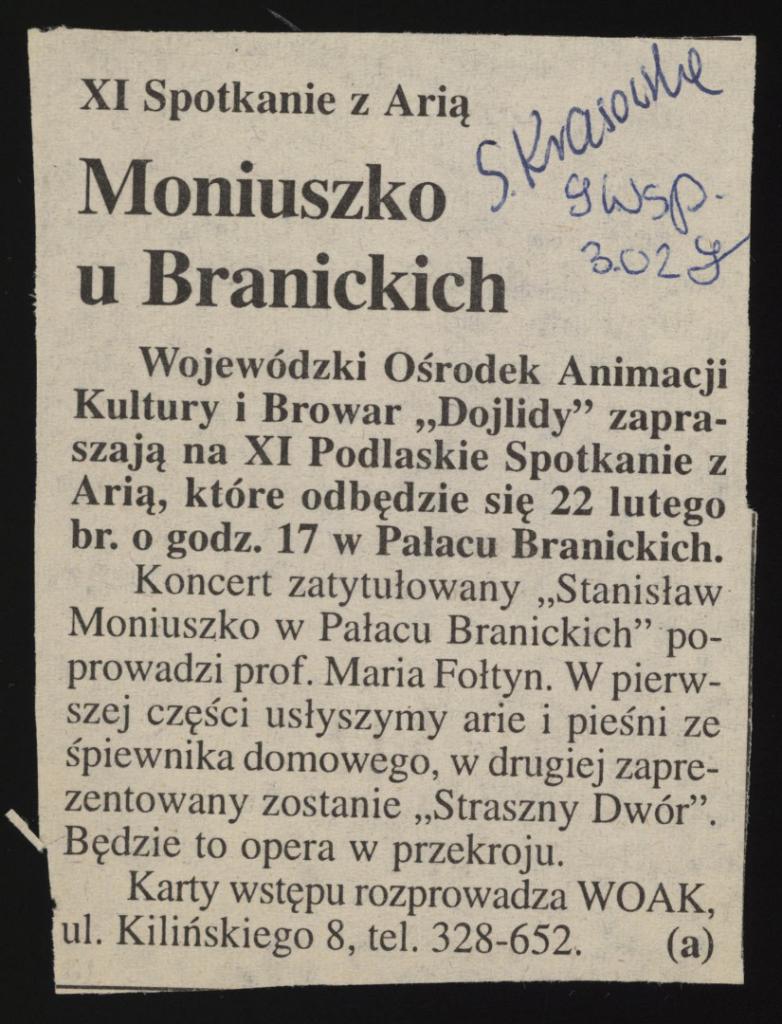 XI Spotkanie z Arią
Moniuszko
u Branickich
S. Krasowska
3.02
Wojewódzki Ośrodek Animacji
Kultury i Browar „Dojlidy” zapra-
szają na XI Podlaskie Spotkanie z
Arią, które odbędzie się 22 lutego
br. o godz. 17 w Pałacu Branickich.
Koncert zatytułowany „Stanisław
Moniuszko w Pałacu Branickich” po-
prowadzi prof. Maria Fołtyn. W pierw-
szej części usłyszymy arie i pieśni ze
śpiewnika domowego, w drugiej zapre-
zentowany zostanie „Straszny Dwór”.
Będzie to opera w przekroju.
Karty wstępu rozprowadza WOAK,
ul. Kilińskiego 8, tel. 328-652. (a)